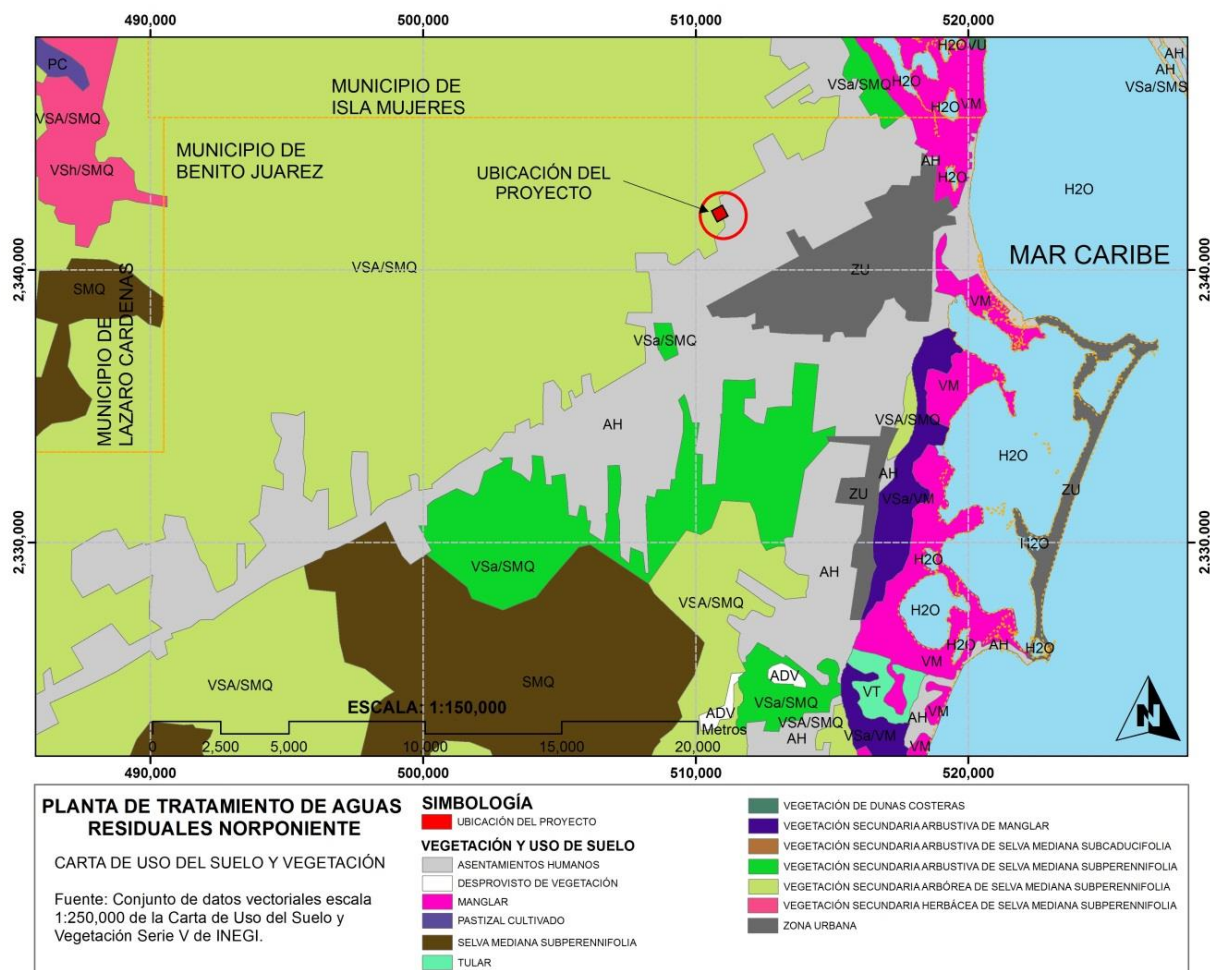 490,000
500,000
510,000
520,000
H2O
VU
AH
PC
MUNICIPIO DE
ISLA MUJERES
VSa/SMQ
H2O
AH
VSa/SMS
VSA/SMQ
H2O
VM
MUNICIPIO DE
BENITO JUAREZ
VSh/SMQ
UBICACIÓN DEL
PROYECTO
AH
H2O
H2O
MAR CARIBE
2,340,000
VSA/SMQ
ZU
2,340,000
SMQ
VM
MUNICIPIO DE
LAZARO CARDENAS
VSa/SMQ
VM
VSA/SMQ
AH
H2O
AH
ZU
ZU
VSa/VM
2,330,000
H2O
2,330,000
VSa/SMQ
H2O
AH
VSA/SMQ
H2O
H2O
AH
H2O
VM
VSA/SMQ
SMQ
ADV
VT
ESCALA: 1:150,000
VSa/SMQ
ADV
VM
AH
VSA/SMQ
Metros
AH
VSa/VM
VM
0
2,500
5,000
10,000
15,000
20,000
490,000
500,000
510,000
520,000
N
PLANTA DE TRATAMIENTO DE AGUAS
RESIDUALES NORPONIENTE
CARTA DE USO DEL SUELO Y VEGETACIÓN
Fuente: Conjunto de datos vectoriales escala
1:250,000 de la Carta de Uso del Suelo y
Vegetación Serie V de INEGI.
SIMBOLOGÍA
UBICACIÓN DEL PROYECTO
VEGETACIÓN Y USO DE SUELO
ASENTAMIENTOS HUMANOS
DESPROVISTO DE VEGETACIÓN
MANGLAR
PASTIZAL CULTIVADO
SELVA MEDIANA SUBPERENNIFOLIA
TULAR
VEGETACIÓN DE DUNAS COSTERAS
VEGETACIÓN SECUNDARIA ARBUSTIVA DE MANGLAR
VEGETACIÓN SECUNDARIA ARBUSTIVA DE SELVA MEDIANA SUBCADUCIFOLIA
VEGETACIÓN SECUNDARIA ARBUSTIVA DE SELVA MEDIANA SUBPERENNIFOLIA
VEGETACIÓN SECUNDARIA ARBÓREA DE SELVA MEDIANA SUBPERENNIFOLIA
VEGETACIÓN SECUNDARIA HERBÁCEA DE SELVA MEDIANA SUBPERENNIFOLIA
ZONA URBANA